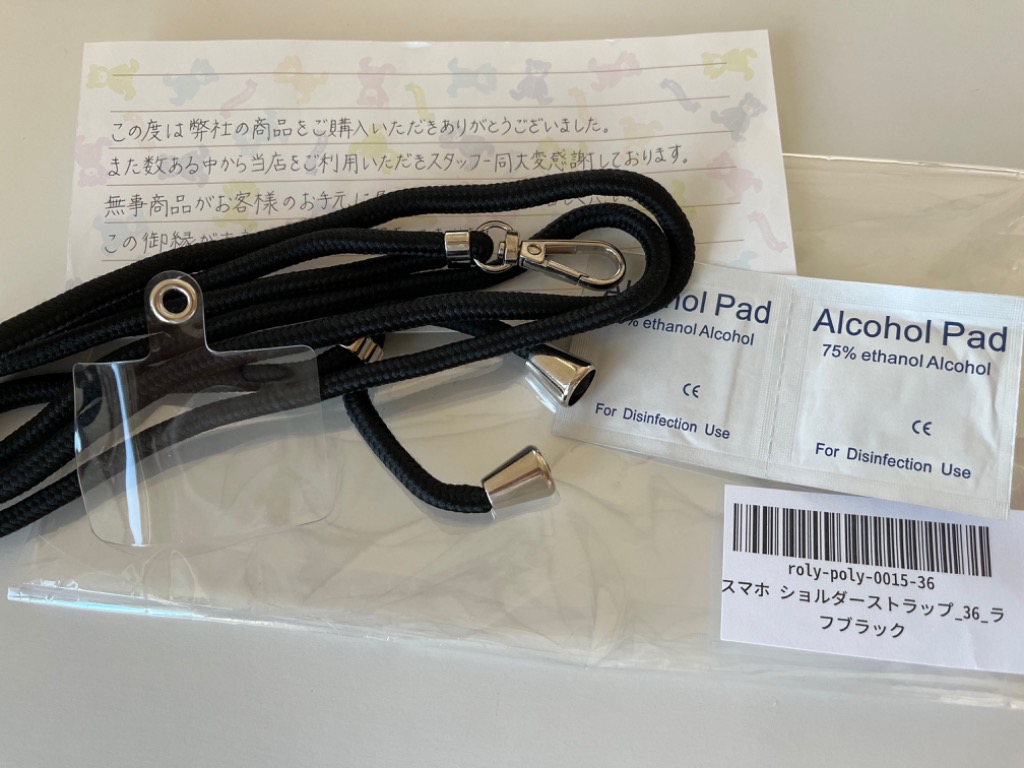 この度は弊社の商品をご購入いただきありがとうございました。
また数ある中から当店をご利用いただきスタッフ一同大変感謝しております。
無事商品がお客様のお手元に
この御縁が
Alcohol Pad
% ethanol Alcohol
CE
For Disinfection Use
Alcohol Pad
75% ethanol Alcohol
CE
For Disinfection Use
roly-poly-0015-36
スマホ ショルダーストラップ_36_ラ
フブラック